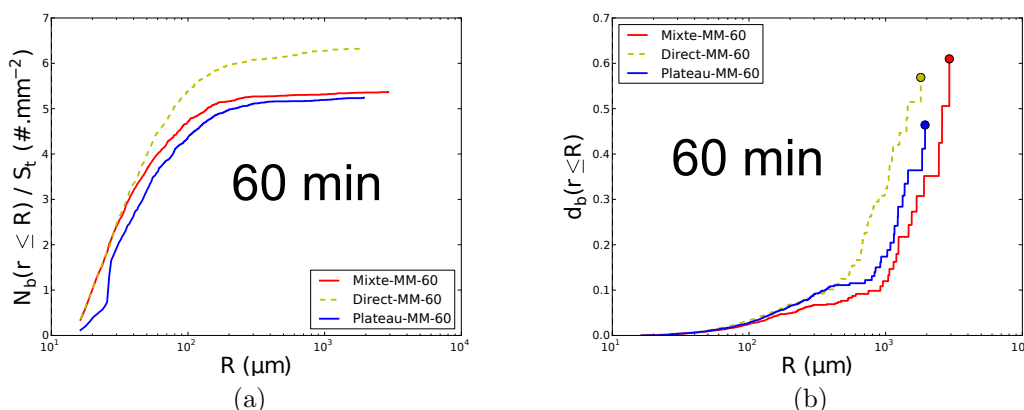 7
6
5
4
3
2
1
0
N_b(r ≤ R) / S_t (#.mm⁻²)
60 min
Mixte-MM-60
Direct-MM-60
Plateau-MM-60
10¹ 10² 10³ 10⁴
R (µm)
(a)
0.7
0.6
0.5
0.4
0.3
0.2
0.1
0.0
d_b(r ≤R)
Mixte-MM-60
Direct-MM-60
Plateau-MM-60
60 min
10¹ 10² 10³ 10
R (µm)
(b)